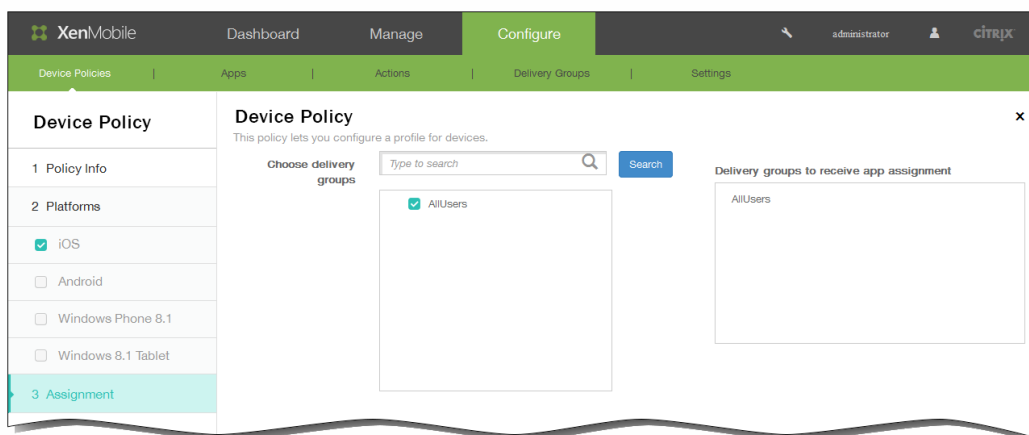 XenMobile Dashboard Manage Configure administrator CITRIX
Device Policies | Apps | Actions | Delivery Groups | Settings
Device Policy
1 Policy Info
2 Platforms
iOS
Android
Windows Phone 8.1
Windows 8.1 Tablet
3 Assignment
Device Policy x
This policy lets you configure a profile for devices.
Choose delivery groups
Type to search Search
AllUsers
Delivery groups to receive app assignment
AllUsers